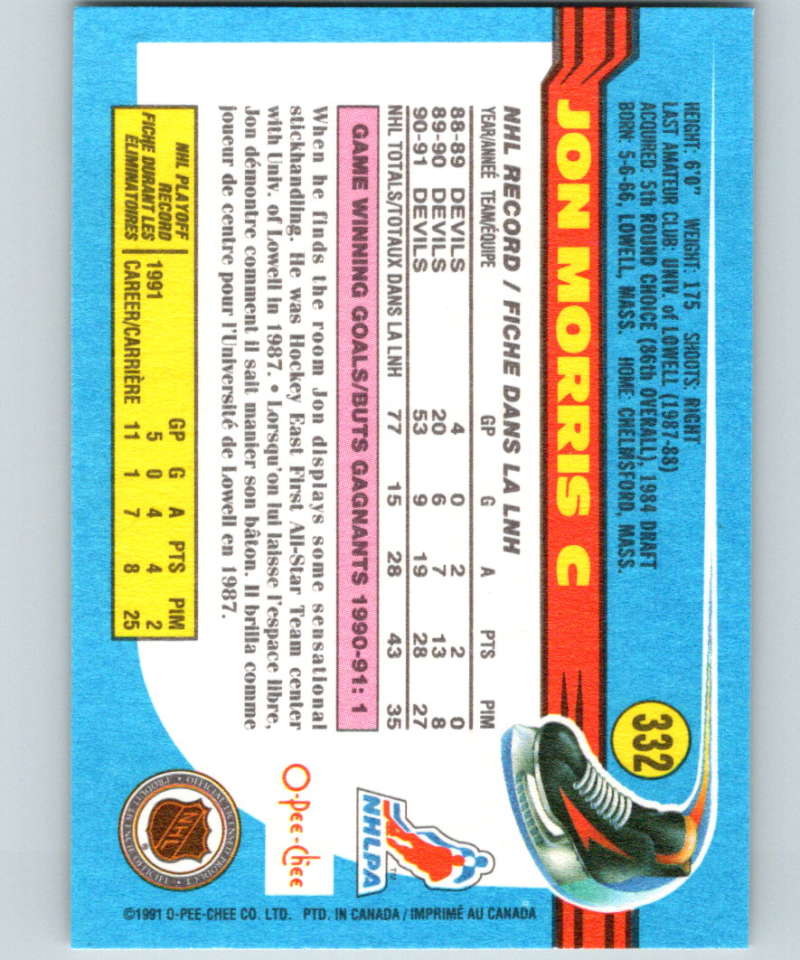 332
HEIGHT: 6'0" WEIGHT: 175 SHOOTS: RIGHT
LAST AMATEUR CLUB: UNIV. of LOWELL (1987-88)
ACQUIRED: 5th ROUND CHOICE (86th OVERALL), 1984 DRAFT
BORN: 5-6-66, LOWELL, MASS. HOME: CHELMSFORD, MASS.
JON MORRIS C
NHL RECORD / FICHE DANS LA LNH
YEAR/ANNÉE TEAM/ÉQUIPE GP G A PTS PIM
88-89 DEVILS 4 0 2 2 0
89-90 DEVILS 20 6 7 13 8
90-91 DEVILS 53 9 19 28 27
NHL TOTALS/TOTAUX DANS LA LNH 77 15 28 43 35
GAME WINNING GOALS/BUTS GAGNANTS 1990-91: 1
When he finds the room Jon displays some sensational
stickhandling. He was Hockey East First All-Star Team center
with Univ. of Lowell in 1987. • Lorsqu'on lui laisse l'espace libre,
Jon démontre comment il sait manier son bâton. Il brilla comme
joueur de centre pour l'Université de Lowell en 1987.
NHL PLAYOFF RECORD
FICHE DURANT LES ÉLIMINATOIRES
GP G A PTS PIM
1991 5 0 4 4 2
CAREER/CARRIÈRE 11 1 7 8 25
NHLPA TM
O-Pee-Chee
NHL
OFFICIAL LICENSED PRODUCT
®
©1991 O-PEE-CHEE CO. LTD. PTD. IN CANADA / IMPRIMÉ AU CANADA